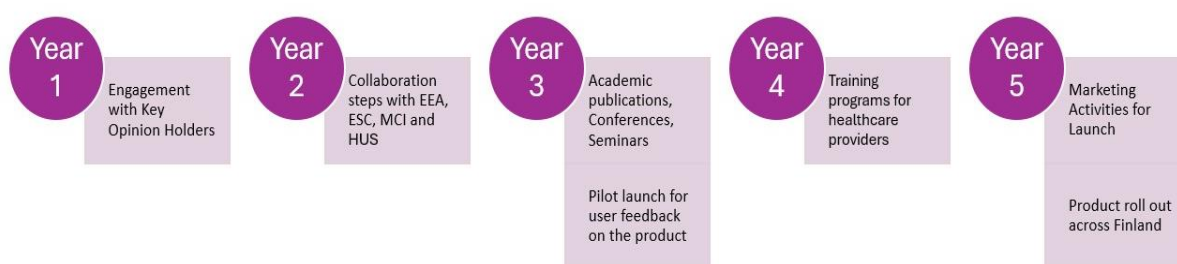 Year
1
Engagement
with Key
Opinion Holders
Year
2
Collaboration
steps with EEA,
ESC, MCI and
HUS
Year
3
Academic
publications,
Conferences,
Seminars
Pilot launch for
user feedback
on the product
Year
4
Training
programs for
healthcare
providers
Year
5
Marketing
Activities for
Launch
Product roll out
across Finland